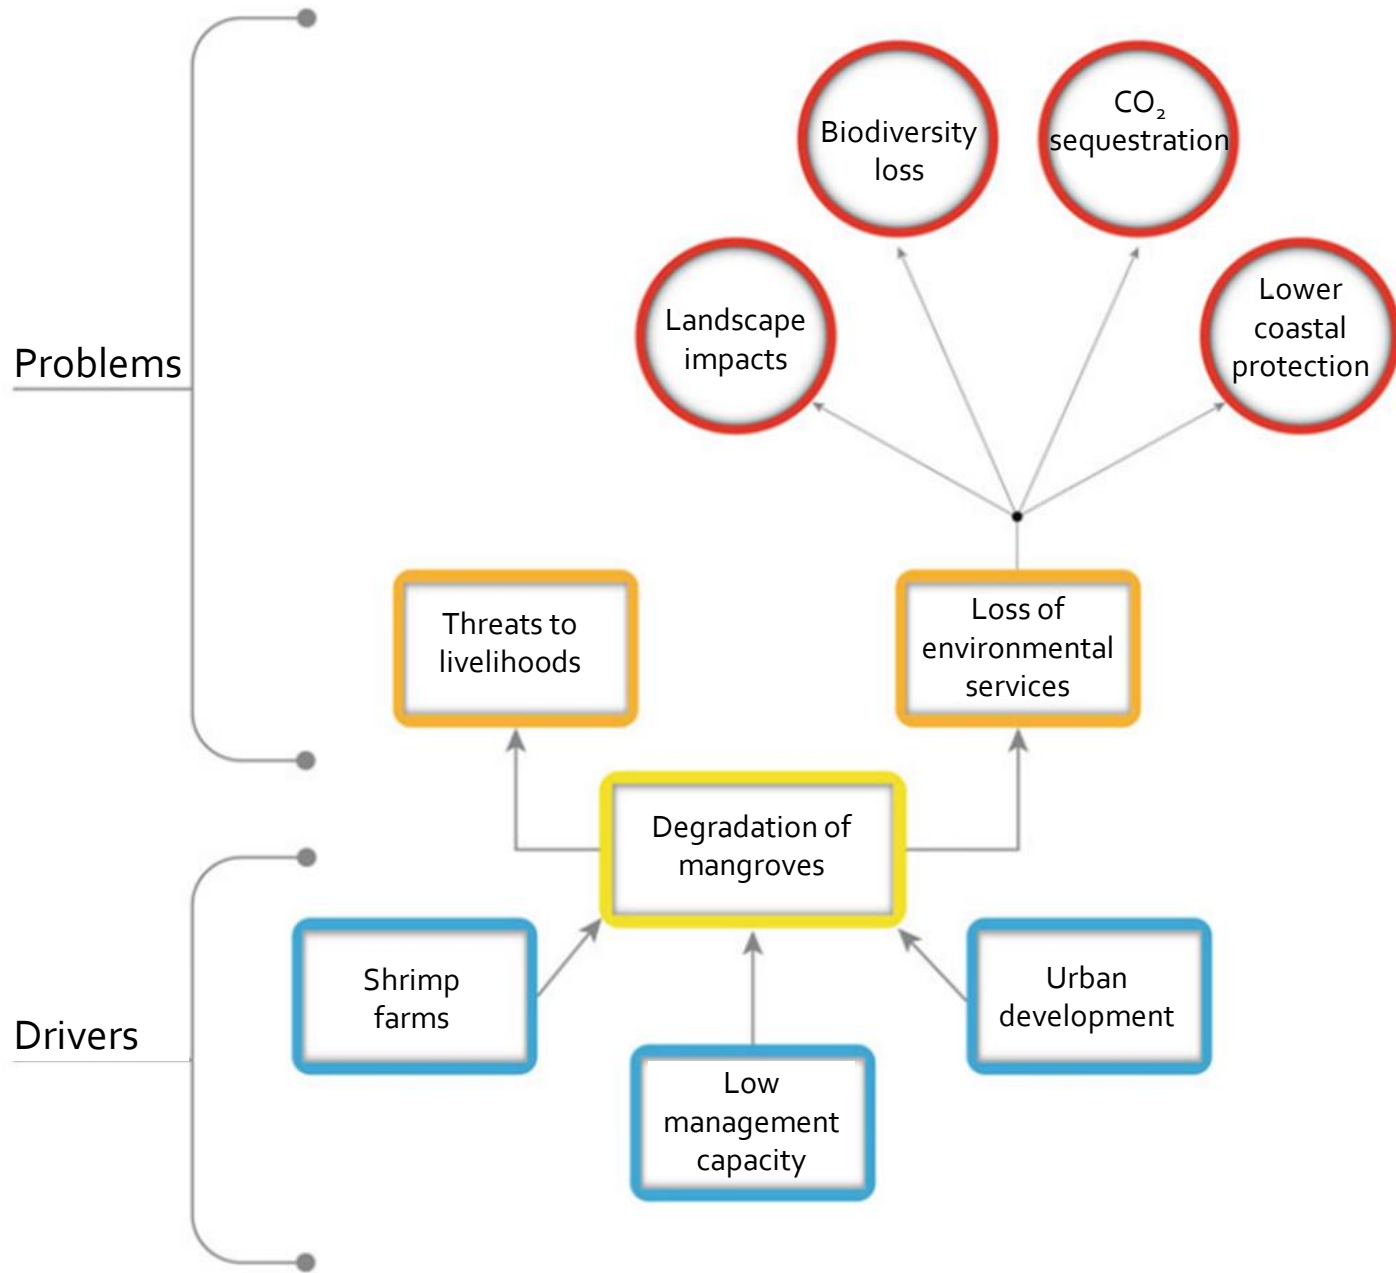 Problems
Biodiversity
loss
CO₂
sequestration
Landscape
impacts
Lower
coastal
protection
Threats to
livelihoods
Loss of
environmental
services
Degradation of
mangroves
Drivers
Shrimp
farms
Low
management
capacity
Urban
development